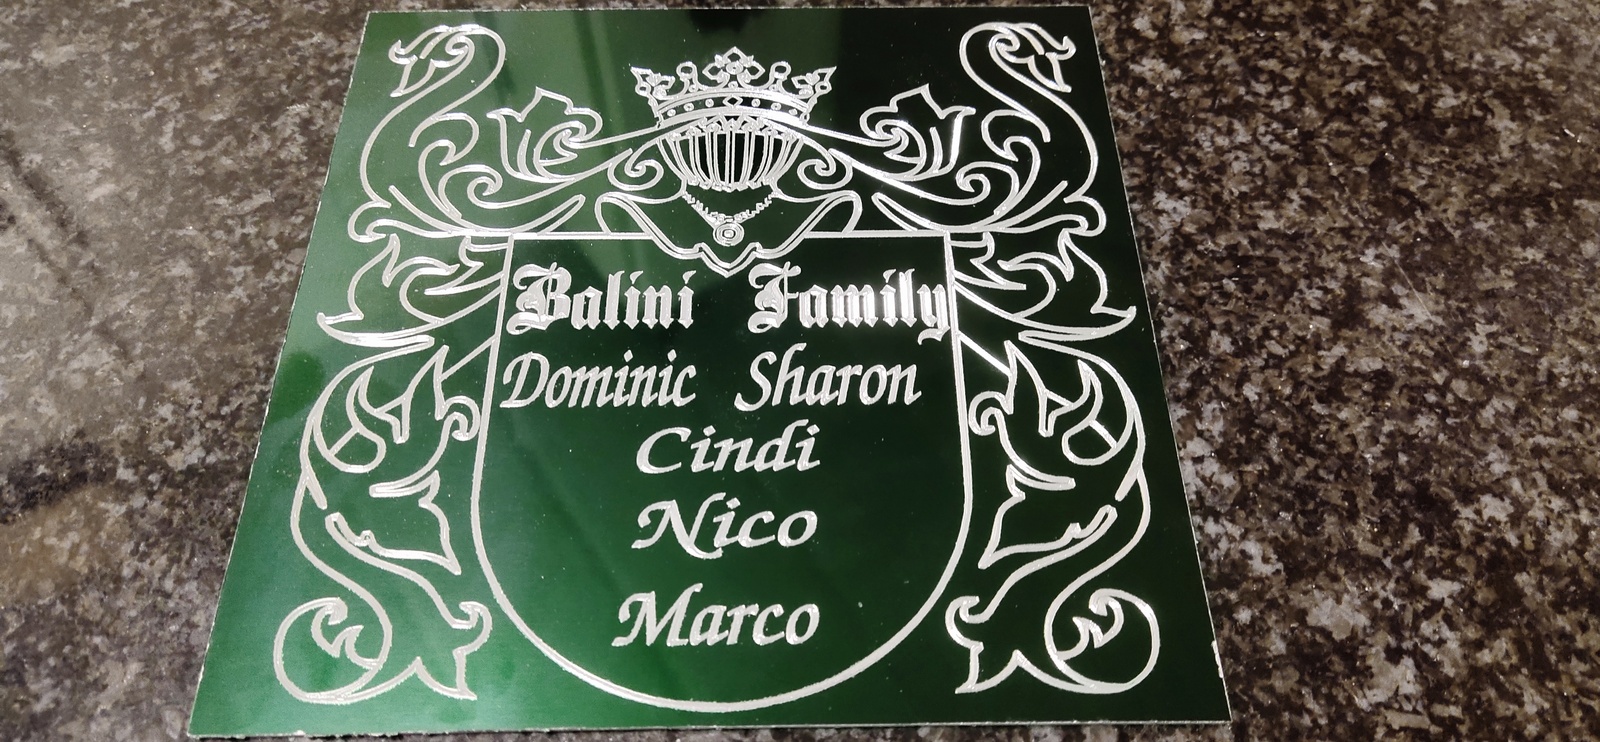 Balini Family
Dominic Sharon
Cindi
Nico
Marco